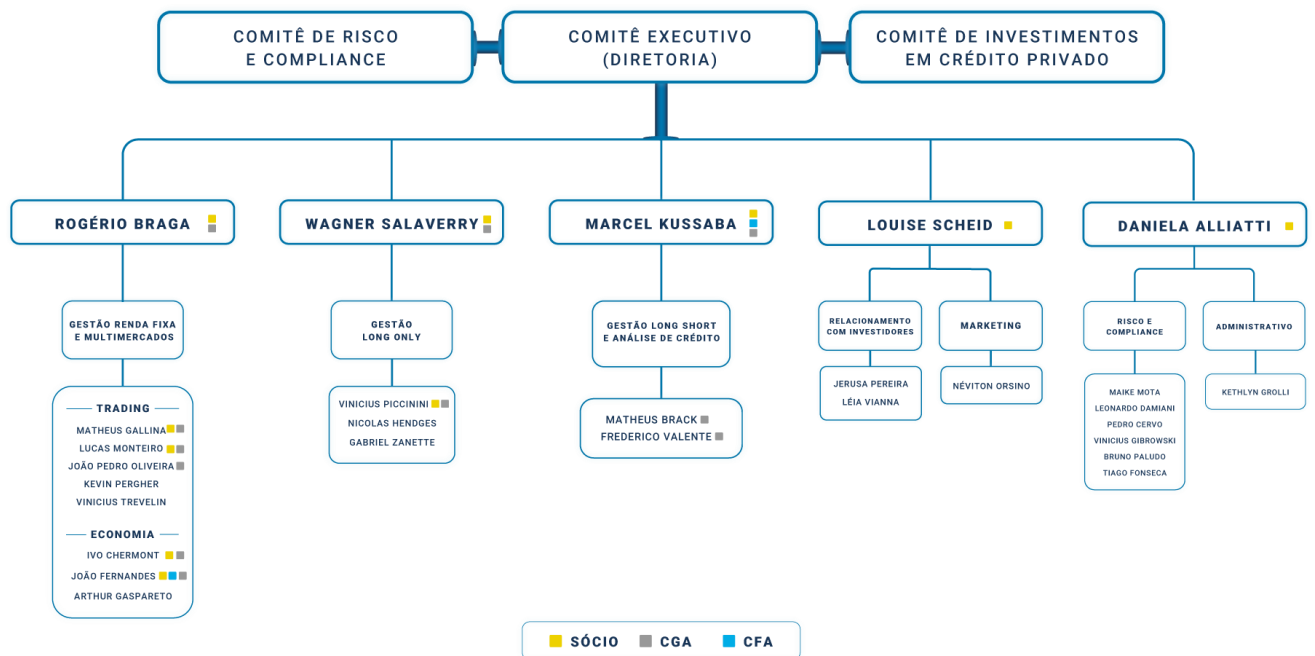 COMITÊ DE RISCO
E COMPLIANCE
COMITÊ EXECUTIVO
(DIRETORIA)
COMITÊ DE INVESTIMENTOS
EM CRÉDITO PRIVADO
ROGÉRIO BRAGA
WAGNER SALAVERRY
MARCEL KUSSABA
LOUISE SCHEID
DANIELA ALLIATTI
GESTÃO RENDA FIXA
E MULTIMERCADOS
GESTÃO
LONG ONLY
GESTÃO LONG SHORT
E ANÁLISE DE CRÉDITO
RELACIONAMENTO
COM INVESTIDORES
MARKETING
RISCO E
COMPLIANCE
ADMINISTRATIVO
TRADING
MATHEUS GALLINA
LUCAS MONTEIRO
JOÃO PEDRO OLIVEIRA
KEVIN PERGHER
VINICIUS TREVELIN
ECONOMIA
IVO CHERMONT
JOÃO FERNANDES
ARTHUR GASPARETO
VINICIUS PICCININI
NICOLAS HENDGES
GABRIEL ZANETTE
MATHEUS BRACK
FREDERICO VALENTE
JERUSA PEREIRA
LÉIA VIANNA
NÉVITON ORSINO
MAIKE MOTA
LEONARDO DAMIANI
PEDRO CERVO
VINICIUS GIBROWSKI
BRUNO PALUDO
TIAGO FONSECA
KETHLYN GROLLI
SÓCIO CGA CFA